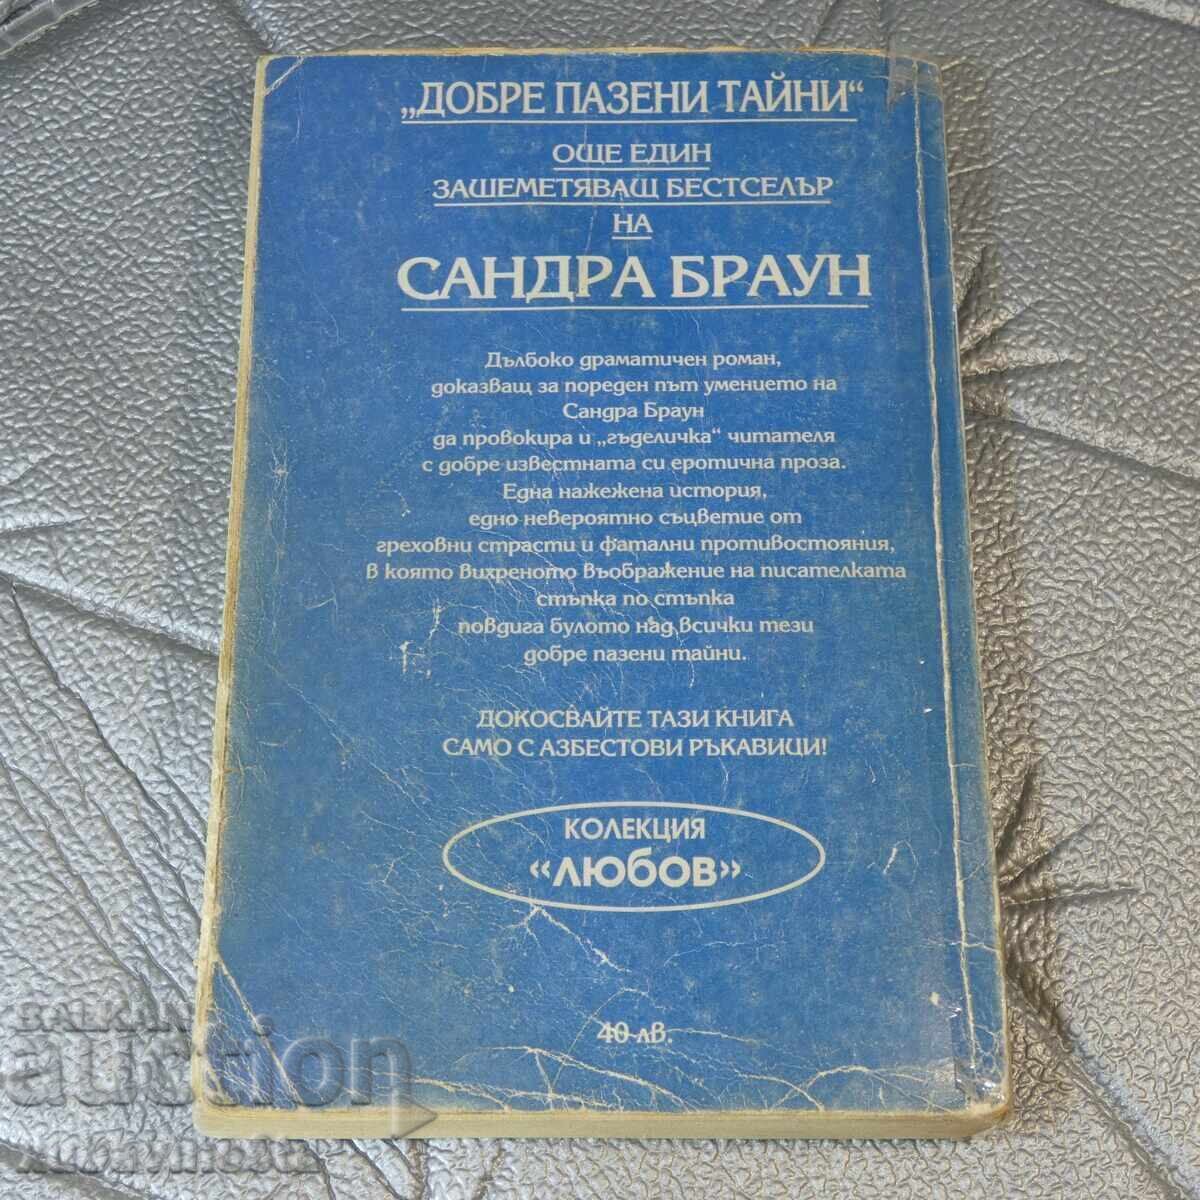 „ДОБРЕ ПАЗЕНИ ТАЙНИ“
ОЩЕ ЕДИН
ЗАШЕМЕТЯВАЩ БЕСТСЕЛЪР
НА
САНДРА БРАУН
Дълбоко драматичен роман,
доказващ за пореден път умението на
Сандра Браун
да провокира и „гъделичка“ читателя
с добре известната си еротична проза.
Една нажежена история,
едно невероятно съцветие от
греховни страсти и фатални противостояния,
в която вихреното въображение на писателката
стъпка по стъпка
повдига булото над всички тези
добре пазени тайни.
ДОКОСВАЙТЕ ТАЗИ КНИГА
САМО С АЗБЕСТОВИ РЪКАВИЦИ!
КОЛЕКЦИЯ
«ЛЮБОВ»
40 лв.
BALKAN
auction